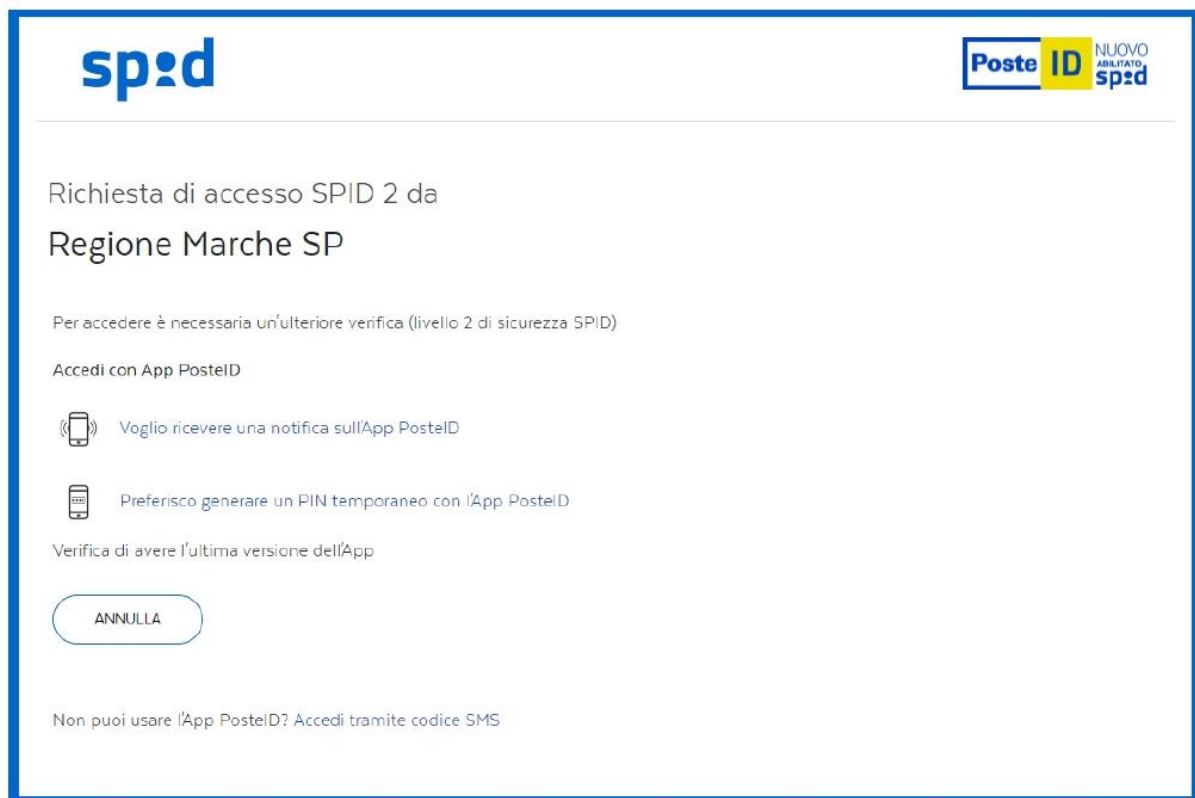 spid
Poste ID NUOVO
ABILITATO
spid
Richiesta di accesso SPID 2 da
Regione Marche SP
Per accedere è necessaria un'ulteriore verifica (livello 2 di sicurezza SPID)
Accedi con App PosteID
Voglio ricevere una notifica sull'App PosteID
Preferisco generare un PIN temporaneo con l'App PosteID
Verifica di avere l'ultima versione dell'App
ANNULLA
Non puoi usare l'App PosteID? Accedi tramite codice SMS